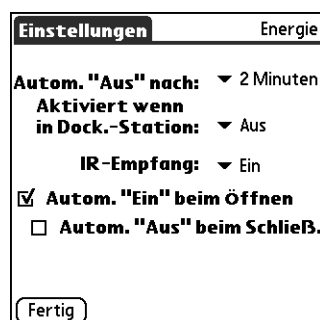 Einstellungen Energie
Autom. "Aus" nach: 2 Minuten
Aktiviert wenn
in Dock.-Station: Aus
IR-Empfang: Ein
Autom. "Ein" beim Öffnen
Autom. "Aus" beim Schließ.
Fertig